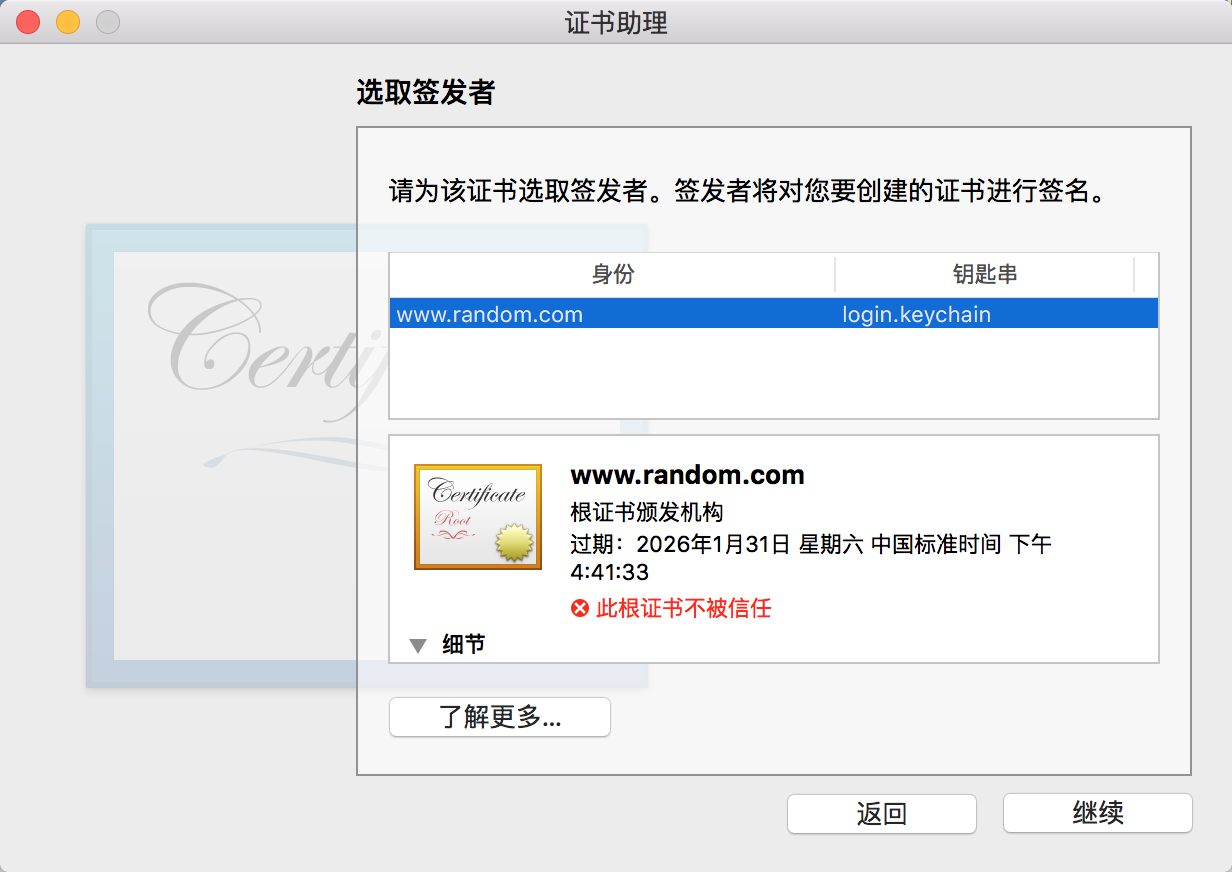 证书助理
选取签发者
请为该证书选取签发者。签发者将对您要创建的证书进行签名。
身份
钥匙串
www.random.com
login.keychain
Certif
Certificate
Root
www.random.com
根证书颁发机构
过期：2026年1月31日 星期六 中国标准时间 下午
4:41:33
此根证书不被信任
细节
了解更多...
返回
继续